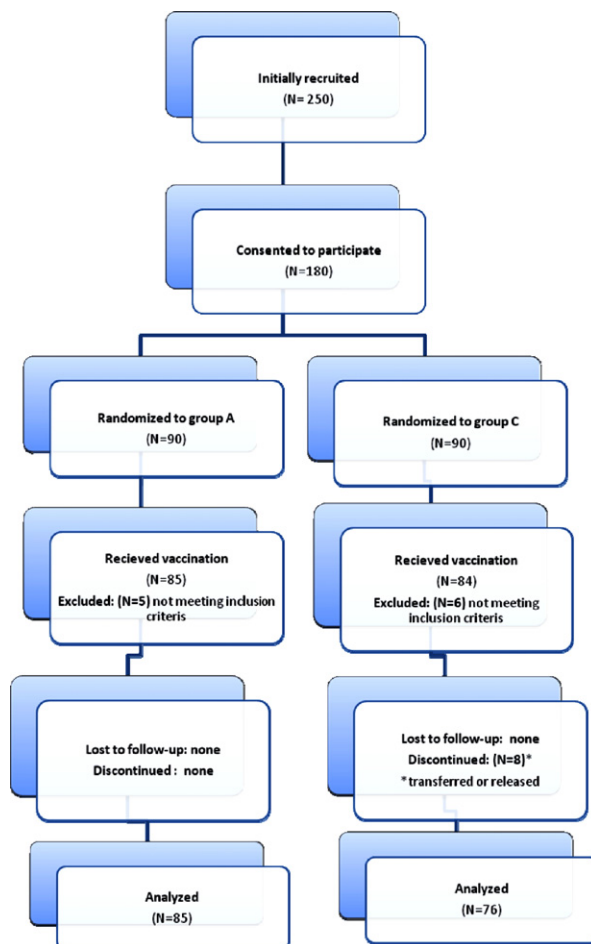 Initially recruited
(N= 250)
Consented to participate
(N=180)
Randomized to group A
(N=90)
Randomized to group C
(N=90)
Recieved vaccination
(N=85)
Excluded: (N=5) not meeting inclusion
criteris
Recieved vaccination
(N=84)
Excluded: (N=6) not meeting
inclusion criteris
Lost to follow-up: none
Discontinued : none
Lost to follow-up: none
Discontinued: (N=8)*
*transferred or released
Analyzed
(N=85)
Analyzed
(N=76)